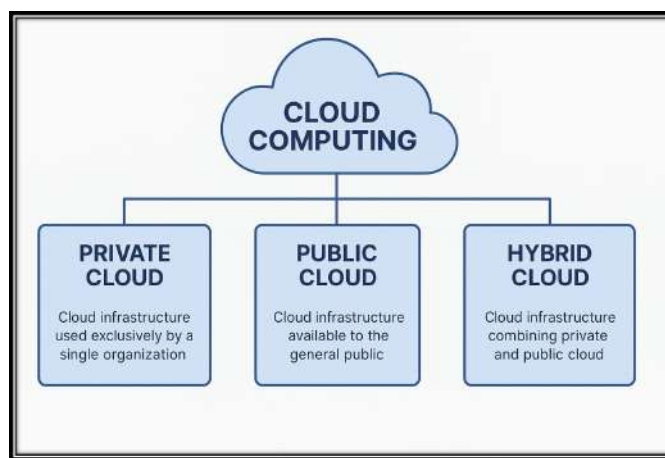 CLOUD
COMPUTING
PRIVATE
CLOUD
Cloud infrastructure
used exclusively by a
single organization
PUBLIC
CLOUD
Cloud infrastructure
available to the
general public
HYBRID
CLOUD
Cloud infrastructure
combining private
and public cloud